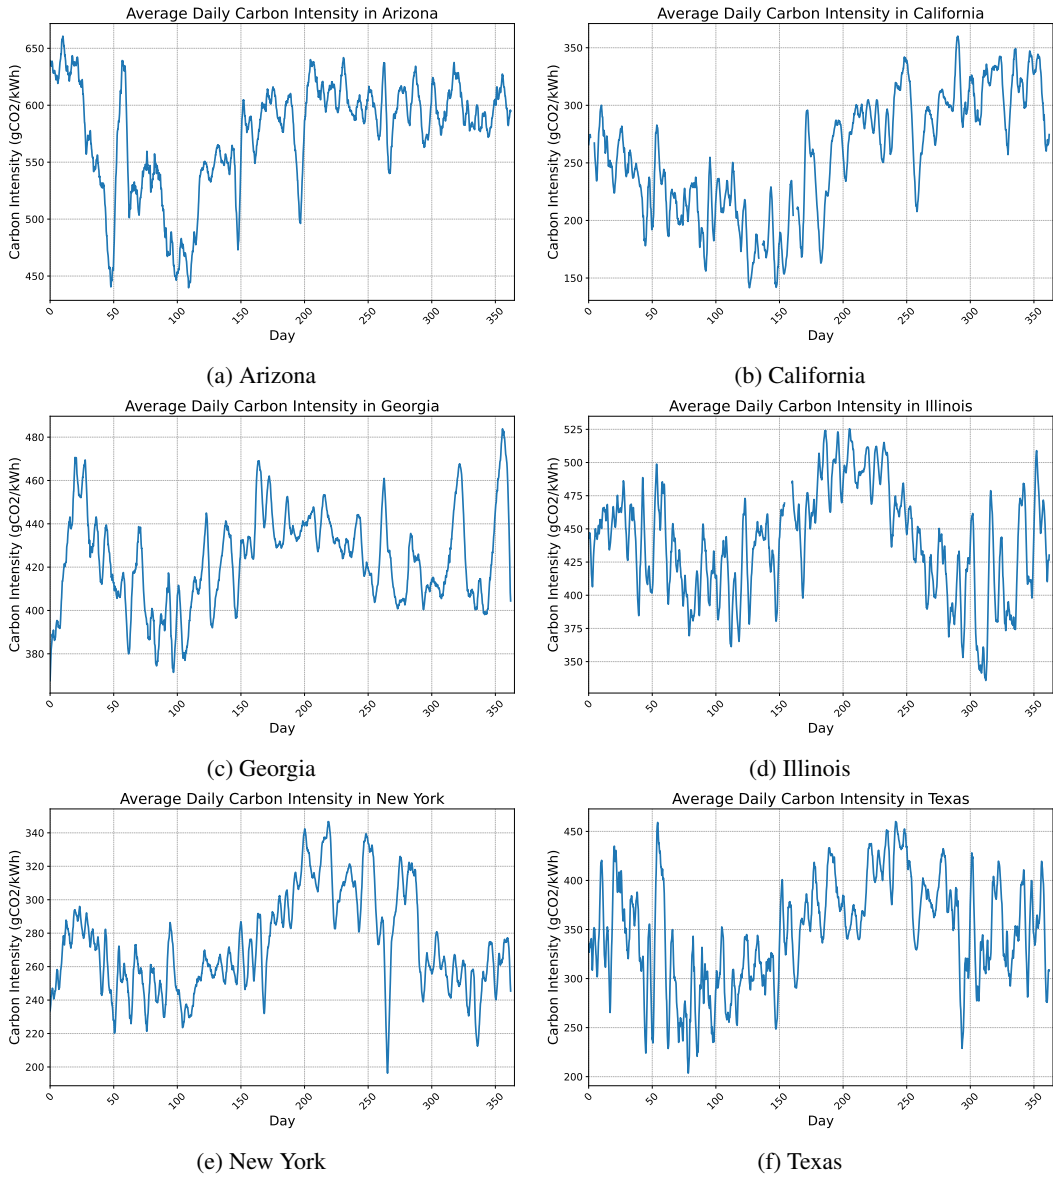 Average Daily Carbon Intensity in Arizona
Carbon Intensity (gCO2/kWh)
650
600
550
500
450
0 50 100 150 200 250 300 350
Day
(a) Arizona
Average Daily Carbon Intensity in California
Carbon Intensity (gCO2/kWh)
350
300
250
200
150
0 50 100 150 200 250 300 350
Day
(b) California
Average Daily Carbon Intensity in Georgia
Carbon Intensity (gCO2/kWh)
480
460
440
420
400
380
0 50 100 150 200 250 300 350
Day
(c) Georgia
Average Daily Carbon Intensity in Illinois
Carbon Intensity (gCO2/kWh)
525
500
475
450
425
400
375
350
0 50 100 150 200 250 300 350
Day
(d) Illinois
Average Daily Carbon Intensity in New York
Carbon Intensity (gCO2/kWh)
340
320
300
280
260
240
220
200
0 50 100 150 200 250 300 350
Day
(e) New York
Average Daily Carbon Intensity in Texas
Carbon Intensity (gCO2/kWh)
450
400
350
300
250
200
0 50 100 150 200 250 300 350
Day
(f) Texas